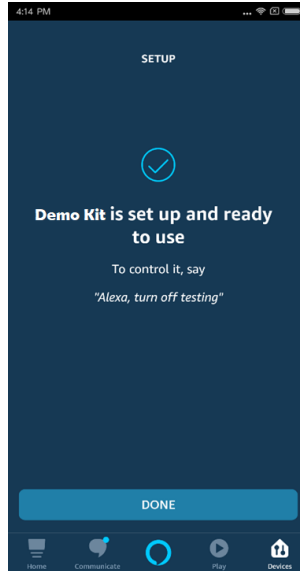 4:14 PM
SETUP
Demo Kit is set up and ready
to use
To control it, say
"Alexa, turn off testing"
DONE
Home Communicate Play Devices